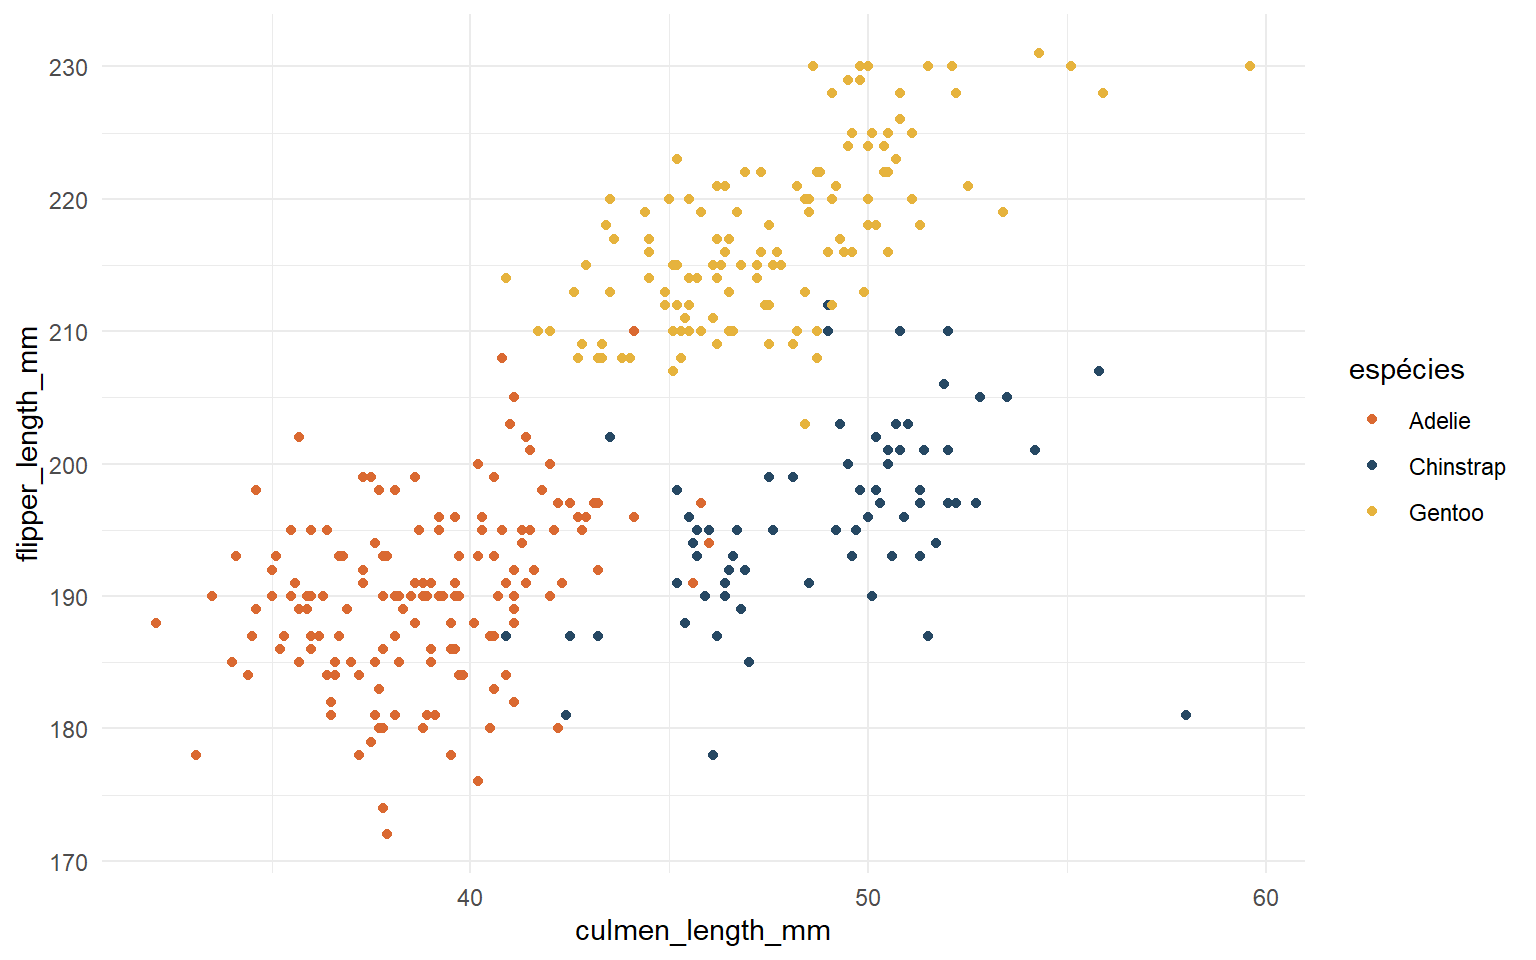 230
220
210
200
190
180
170
flipper_length_mm
40 50 60
culmen_length_mm
espécies
Adelie
Chinstrap
Gentoo